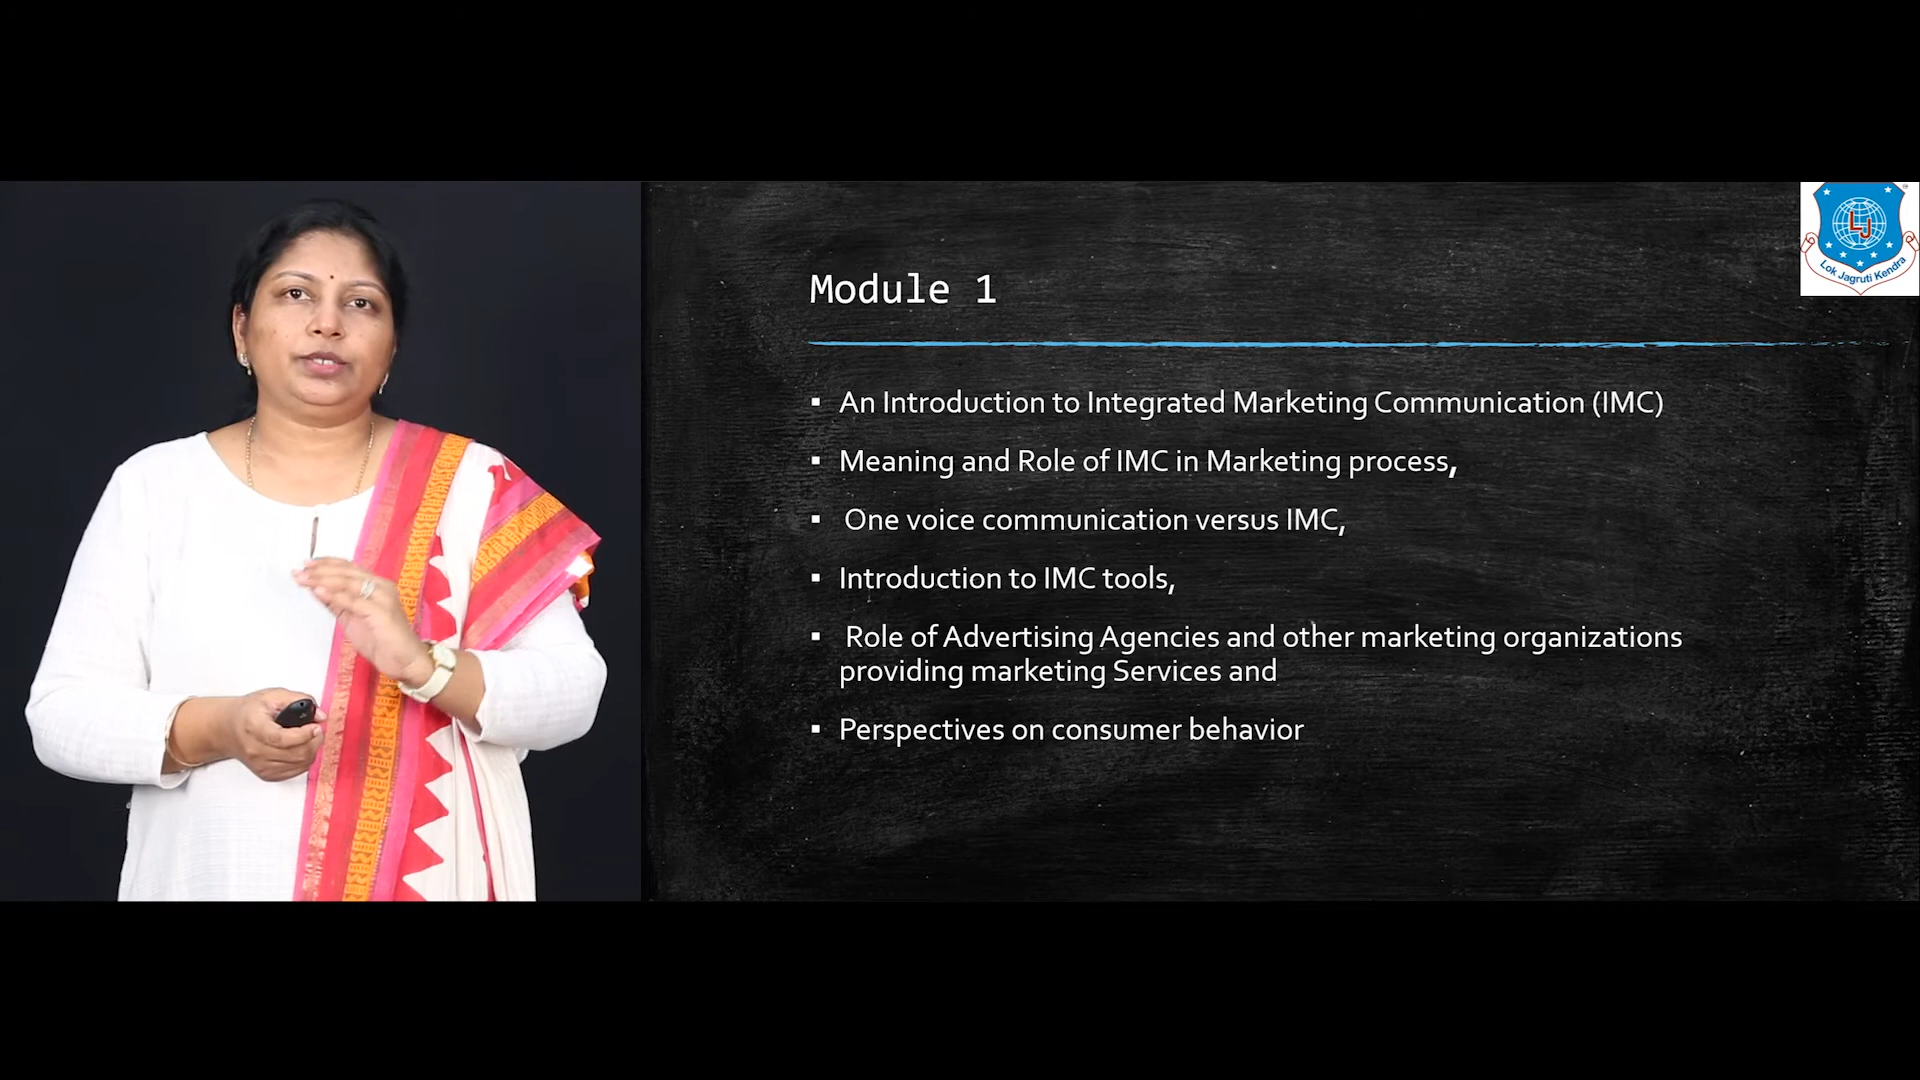 Module 1
▪ An Introduction to Integrated Marketing Communication (IMC)
▪ Meaning and Role of IMC in Marketing process,
▪ One voice communication versus IMC,
▪ Introduction to IMC tools,
▪ Role of Advertising Agencies and other marketing organizations
providing marketing Services and
▪ Perspectives on consumer behavior
LJ
Lok Jagruti Kendra